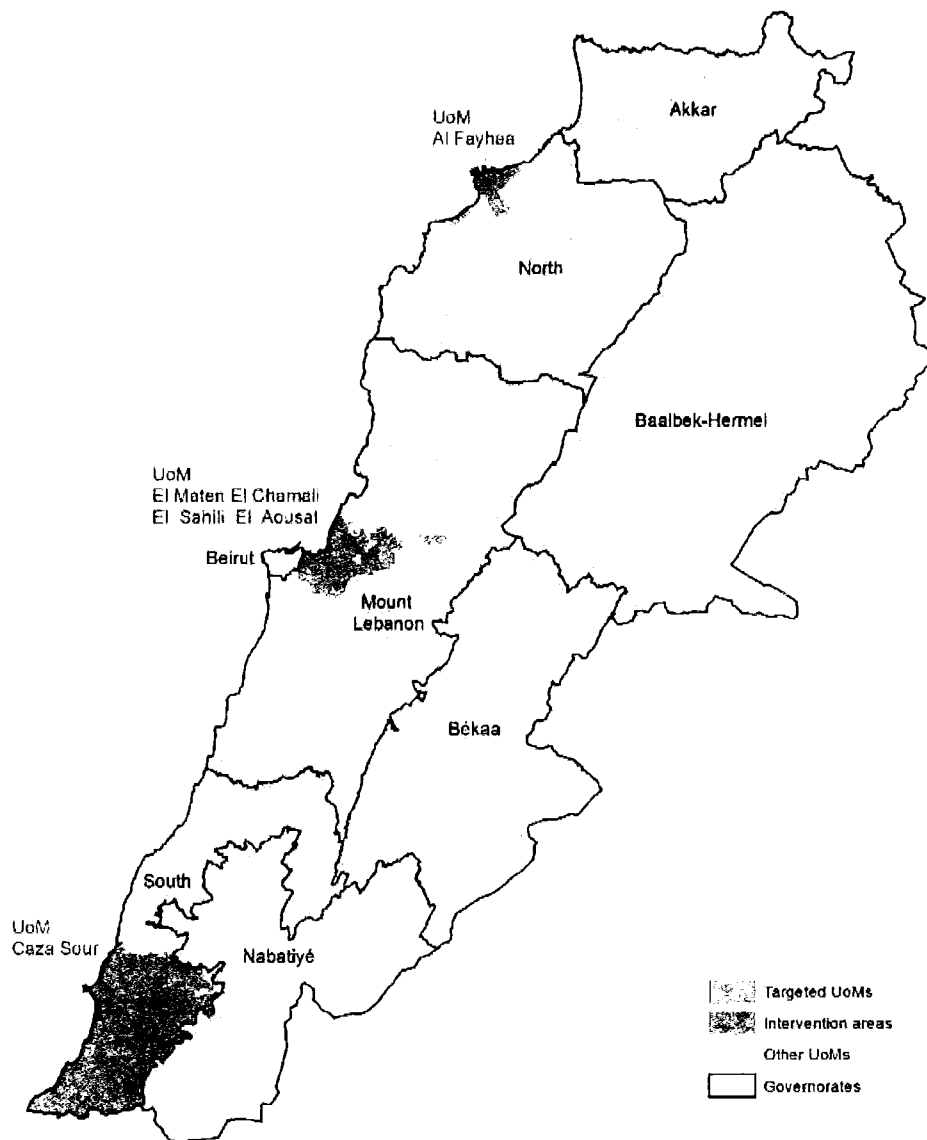 Akkar
UoM
Al Fayhaa
North
Baalbek-Hermel
UoM
El Maten El Chamali
El Sahili El Aousat
Beirut
Mount
Lebanon
Békaa
South
UoM
Caza Sour
Nabatiyé
Targeted UoMs
Intervention areas
Other UoMs
Governorates